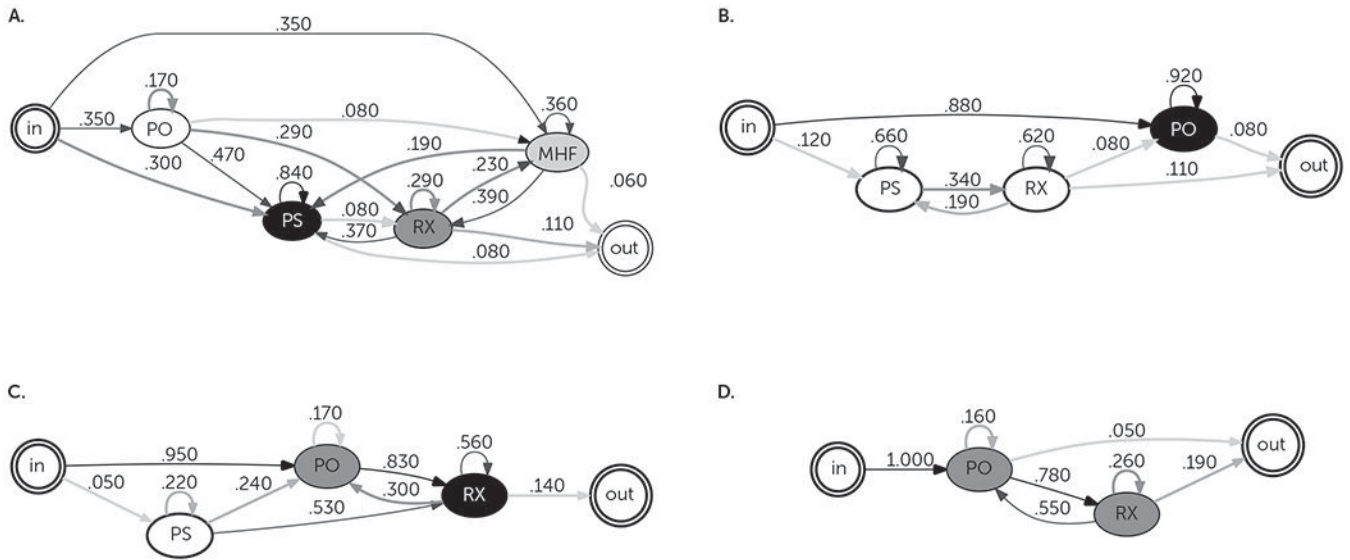 A.
.350
in
.350
.170
PO
.080
.290
.300
.470
.190
.360
MHF
.840
PS
.080
.290
RX
.230
.390
.370
.110
.060
.080
out
B.
in
.880
.920
PO
.120
.660
PS
.340
.190
.620
RX
.080
.080
.110
out
C.
in
.950
.170
PO
.050
.220
PS
.240
.830
.300
.530
.560
RX
.140
out
D.
in
1.000
.160
PO
.050
.780
.550
.260
RX
.190
out